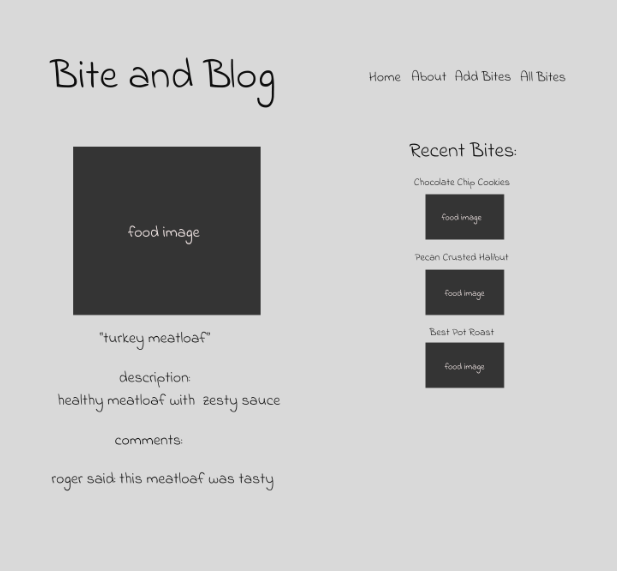 Bite and Blog
Home About Add Bites All Bites
food image
"turkey meatloaf"
description:
healthy meatloaf with zesty sauce
comments:
roger said: this meatloaf was tasty
Recent Bites:
Chocolate Chip Cookies
food image
Pecan Crusted Halibut
food image
Best Pot Roast
food image